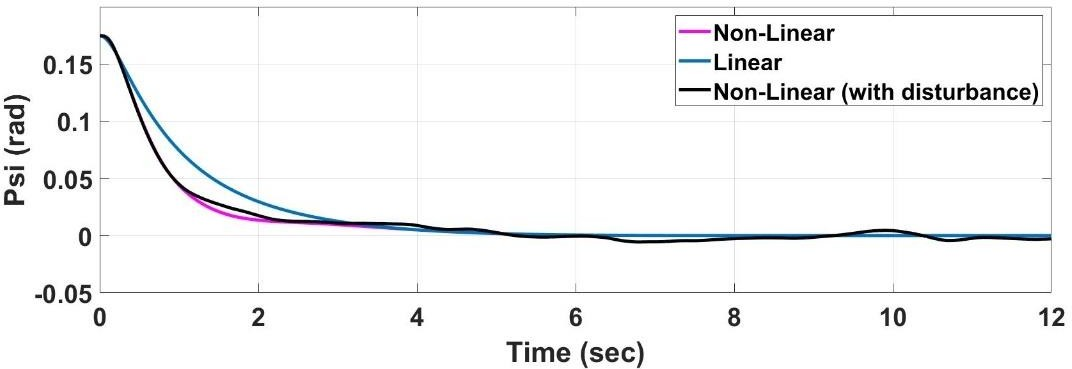 Non-Linear
Linear
Non-Linear (with disturbance)
Psi (rad)
0.15
0.1
0.05
0
-0.05
0 2 4 6 8 10 12
Time (sec)